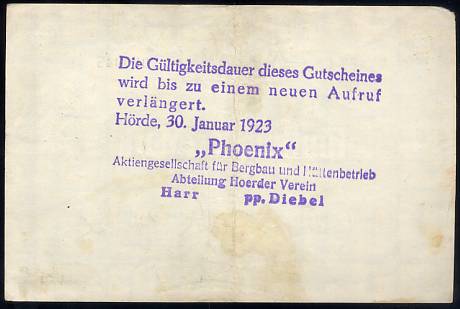 Die Gültigkeitsdauer dieses Gutscheines
wird bis zu einem neuen Aufruf
verlängert.
Hörde, 30. Januar 1923
„Phoenix“
Aktiengesellschaft für Bergbau und Hüttenbetrieb
Abteilung Hoerder Verein
Harr pp. Diebel